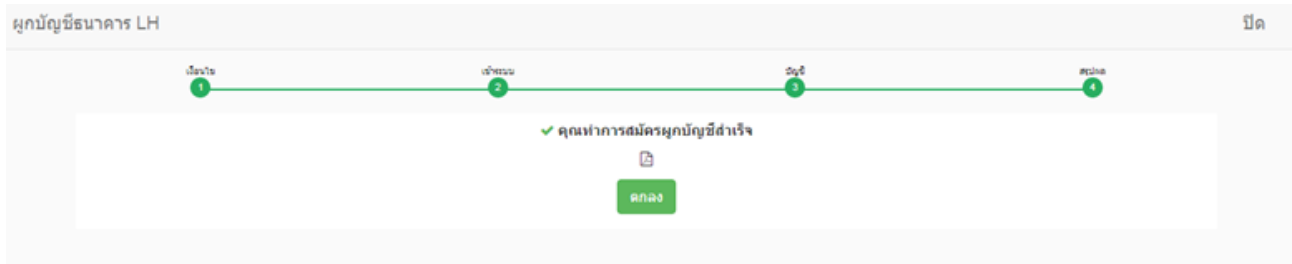 ผูกบัญชีธนาคาร LH
ปิด
เงื่อนไข
เข้าระบบ
บัญชี
สรุปผล
1
2
3
4
คุณทำการสมัครผูกบัญชีสำเร็จ
ตกลง